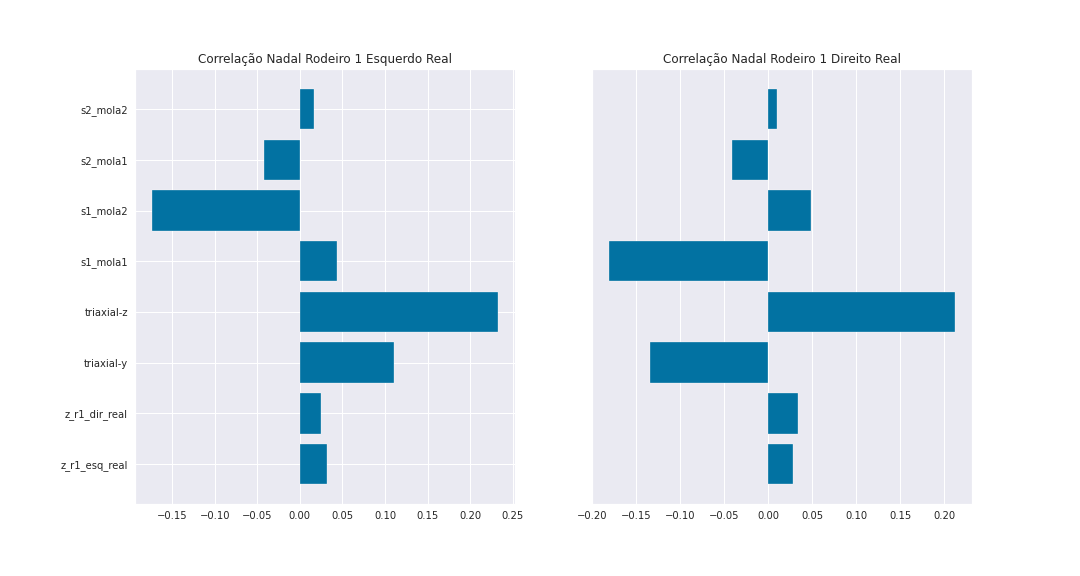 Correlação Nadal Rodeiro 1 Esquerdo Real
s2_mola2
s2_mola1
s1_mola2
s1_mola1
triaxial-z
triaxial-y
z_r1_dir_real
z_r1_esq_real
−0.15 −0.10 −0.05 0.00 0.05 0.10 0.15 0.20 0.25
Correlação Nadal Rodeiro 1 Direito Real
−0.20 −0.15 −0.10 −0.05 0.00 0.05 0.10 0.15 0.20